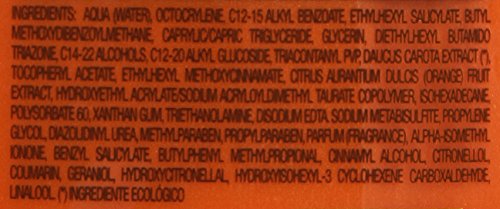 INGREDIENTS: AQUA (WATER), OCTOCRYLENE, C12-15 ALKYL BENZOATE, ETHYLHEXYL SALICYLATE, BUTYL
METHOXYDIBENZOYLMETHANE, CAPRYLIC/CAPRIC TRIGLYCERIDE, GLYCERIN, DIETHYLHEXYL BUTAMIDO
TRIAZONE, C14-22 ALCOHOLS, C12-20 ALKYL GLUCOSIDE, TRIACONTANYL PVP, DAUCUS CAROTA EXTRACT (*),
TOCOPHERYL ACETATE, ETHYLHEXYL METHOXYCINNAMATE, CITRUS AURANTIUM DULCIS (ORANGE) FRUIT
EXTRACT, HYDROXYETHYL ACRYLATE/SODIUM ACRYLOYLDIMETHYL TAURATE COPOLYMER, ISOHEXADECANE,
POLYSORBATE 60, XANTHAN GUM, TRIETHANOLAMINE, DISODIUM EDTA, SODIUM METABISULFITE, PROPYLENE
GLYCOL, DIAZOLIDINYL UREA, METHYLPARABEN, PROPYLPARABEN, PARFUM (FRAGRANCE), ALPHA-ISOMETHYL
IONONE, BENZYL SALICYLATE, BUTYLPHENYL METHYLPROPIONAL, CINNAMYL ALCOHOL, CITRONELLOL,
COUMARIN, GERANIOL, HYDROXYCITRONELLAL, HYDROXYISOHEXYL-3 CYCLOHEXENE CARBOXALDEHYDE,
LINALOOL. (*) INGREDIENTE ECOLÓGICO